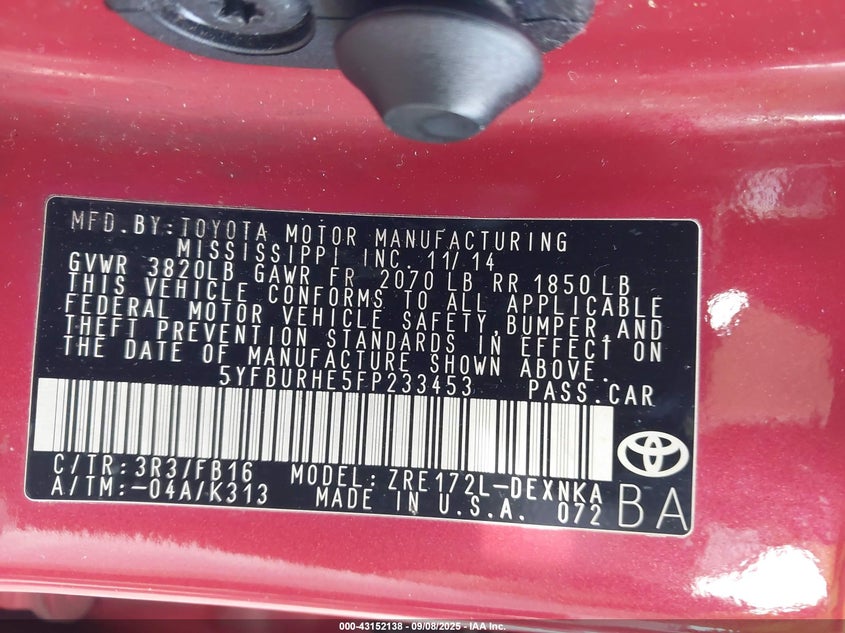 MFD.BY:TOYOTA MOTOR MANUFACTURING
MISSISSIPPI INC. 11/14
GVWR 3820LB GAWR FR 2070 LB RR 1850 LB
THIS VEHICLE CONFORMS TO ALL APPLICABLE
FEDERAL MOTOR VEHICLE SAFETY,BUMPER,AND
THEFT PREVENTION STANDARDS IN EFFECT ON
THE DATE OF MANUFACTURE SHOWN ABOVE.
5YFBURHE5FP233453 PASS.CAR
C/TR:3R3/FB16 MODEL:ZRE172L-DEXNKA
A/TM:-04A/K313 MADE IN U.S.A. 072 BA
000-43152138 - 09/08/2025 - IAA Inc.